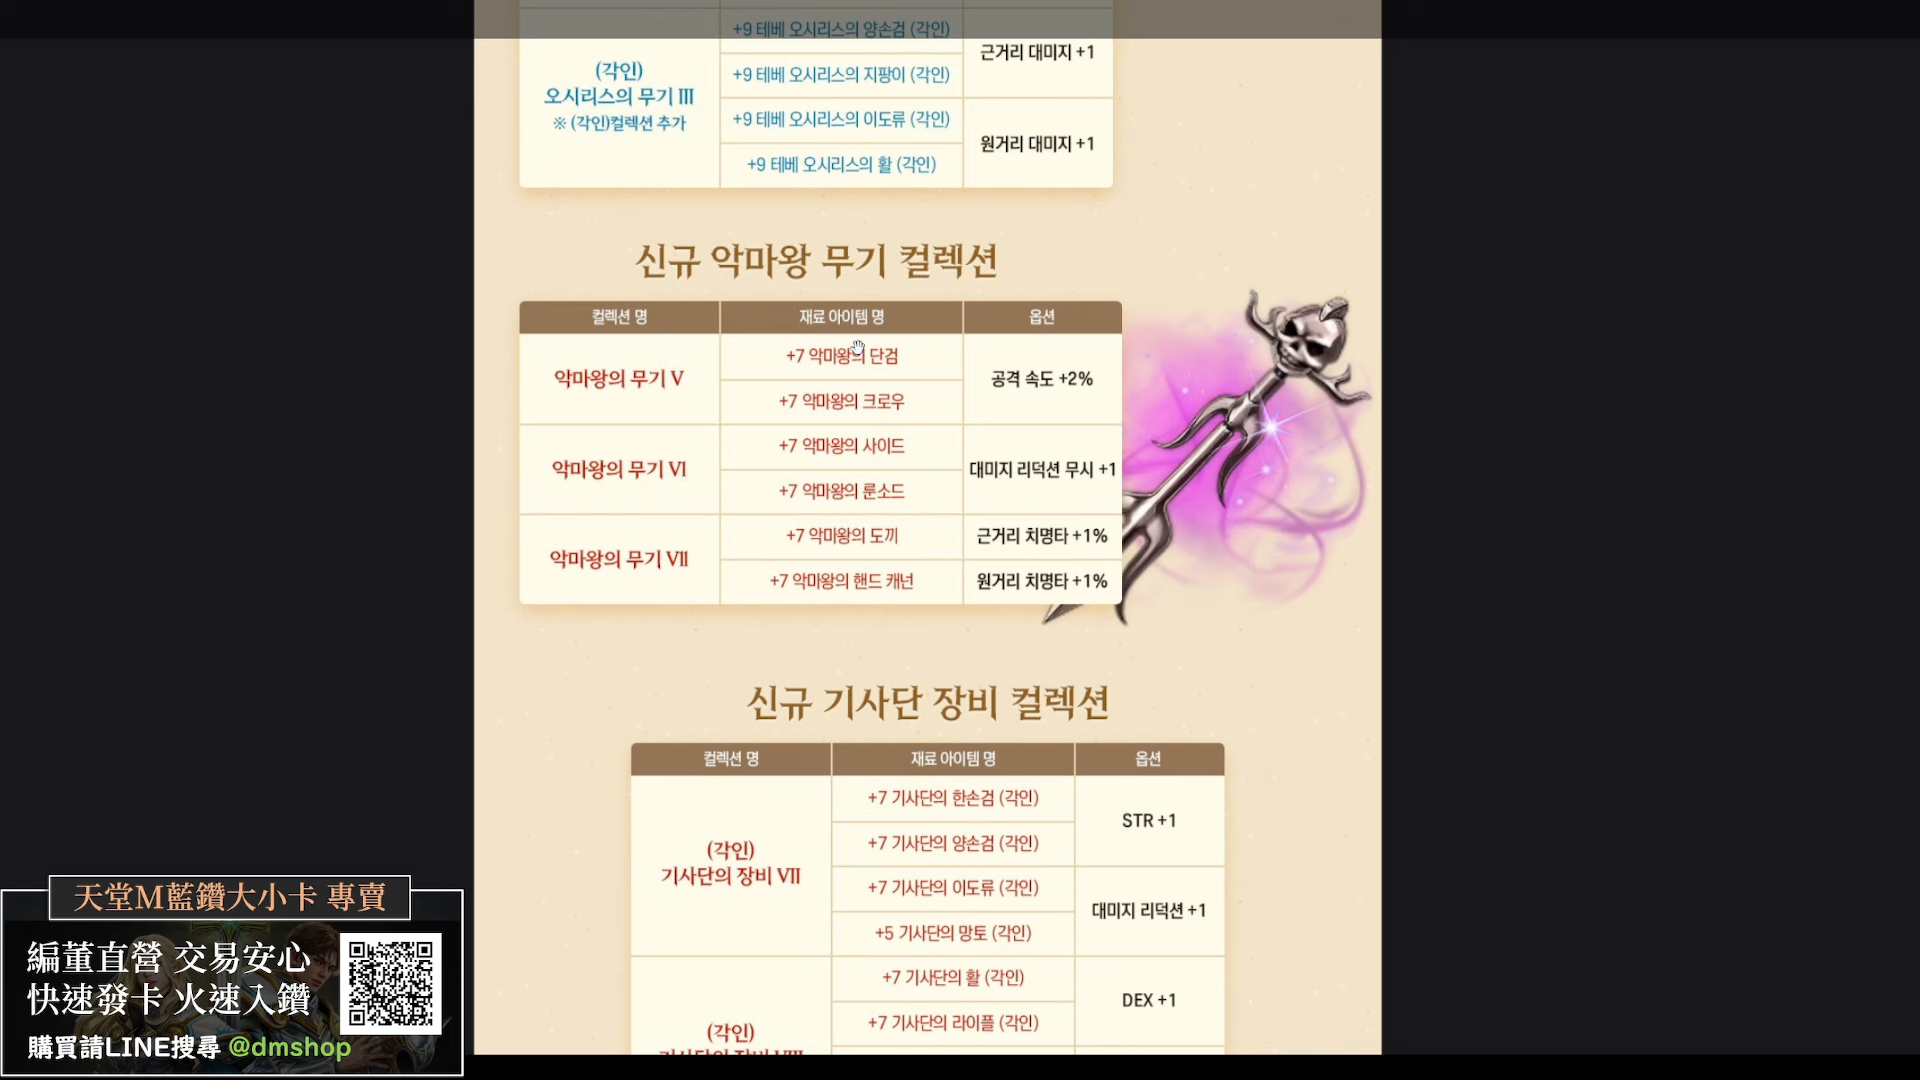 +9 테베 오시리스의 양손검 (각인)
근거리 대미지 +1
(각인)
오시리스의 무기 III
※ (각인)컬렉션 추가
+9 테베 오시리스의 지팡이 (각인)
+9 테베 오시리스의 이도류 (각인)
원거리 대미지 +1
+9 테베 오시리스의 활 (각인)
신규 악마왕 무기 컬렉션
컬렉션 명 재료 아이템 명 옵션
악마왕의 무기 V
+7 악마왕의 단검
+7 악마왕의 크로우
공격 속도 +2%
악마왕의 무기 VI
+7 악마왕의 사이드
+7 악마왕의 룬소드
대미지 리덕션 무시 +1
악마왕의 무기 VII
+7 악마왕의 도끼
근거리 치명타 +1%
+7 악마왕의 핸드 캐넌
원거리 치명타 +1%
신규 기사단 장비 컬렉션
컬렉션 명 재료 아이템 명 옵션
(각인)
기사단의 장비 VII
+7 기사단의 한손검 (각인)
+7 기사단의 양손검 (각인)
STR +1
+7 기사단의 이도류 (각인)
+5 기사단의 망토 (각인)
대미지 리덕션 +1
(각인)
기사단의 장비 VIII
+7 기사단의 활 (각인)
+7 기사단의 라이플 (각인)
DEX +1
天堂M藍鑽大小卡 專賣
編董直營 交易安心
快速發卡 火速入鑽
購買請LINE搜尋 @dmshop